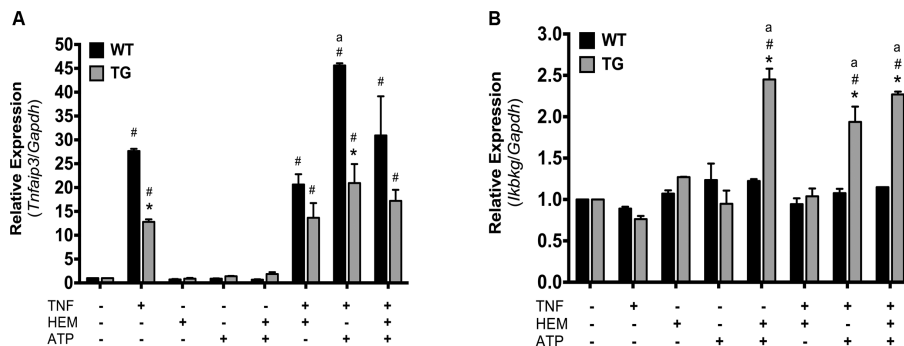 A
Relative Expression
(Tnfaip3/Gapdh)
50
45
40
35
30
25
20
15
10
5
0
WT
TG
#
#
*
#
#
a
#
#
*
#
#
TNF - + - - - + + +
HEM - - + - + + - +
ATP - - - + + - + +
B
Relative Expression
(Ikbkg/Gapdh)
3.0
2.5
2.0
1.5
1.0
0.5
0.0
WT
TG
a
#
*
a
#
*
a
#
*
TNF - + - - - + + +
HEM - - + - + + - +
ATP - - - + + - + +